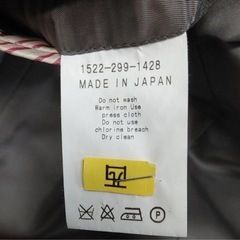 1522-299-1428
MADE IN JAPAN
Do not wash
Warm iron Use
press cloth
Do not use
chlorine breach
Dry clean